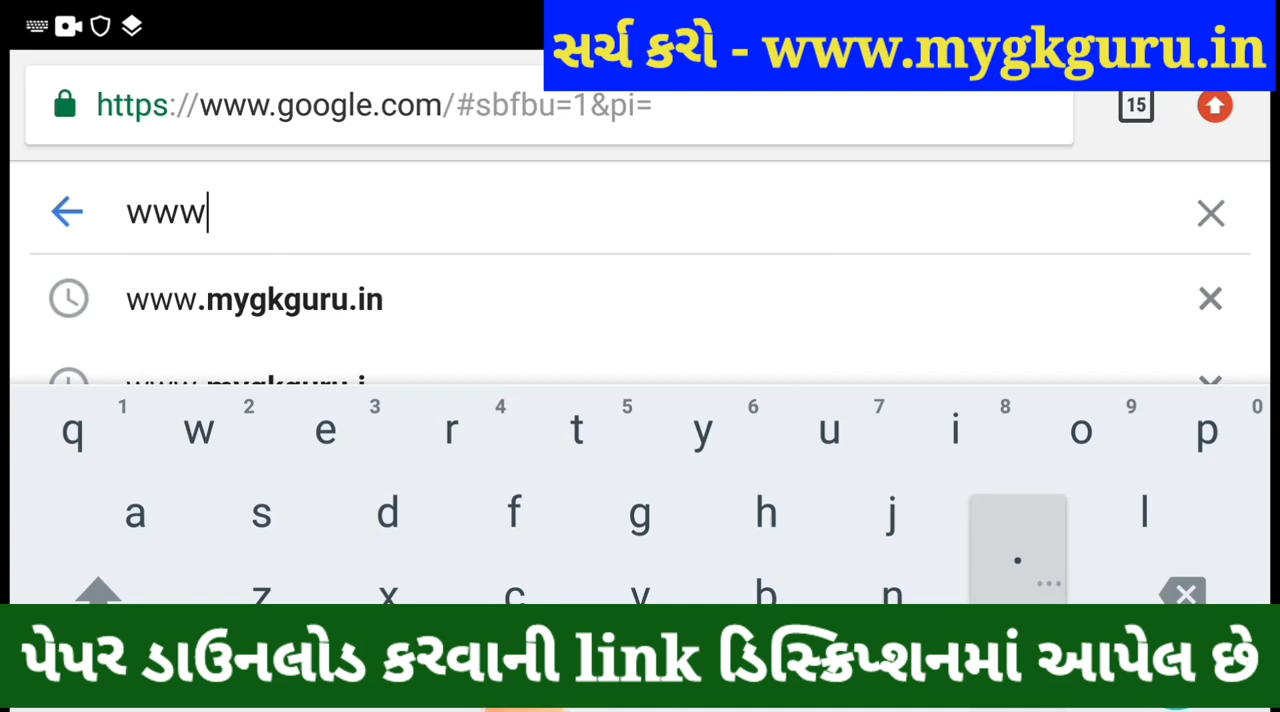 સર્ચ કરો - www.mygkguru.in
https://www.google.com/#sbfbu=1&pi=
15
www
www.mygkguru.in
1 2 3 4 5 6 7 8 9 0
q w e r t y u i o p
a s d f g h j . l
z x c v b n
પેપર ડાઉનલોડ કરવાની link ડિસ્ક્રિપ્શનમાં આપેલ છે